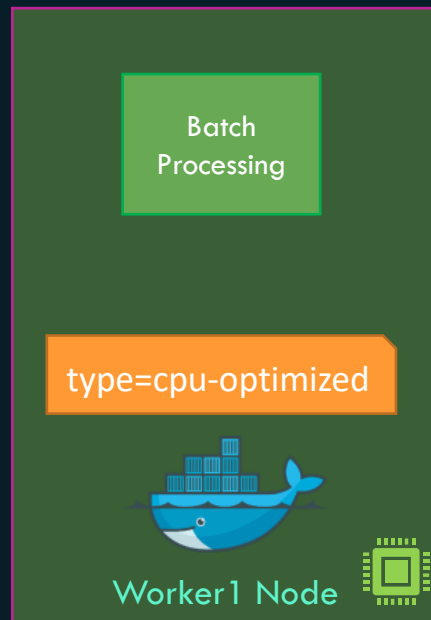 Batch
Processing
type=cpu-optimized
Worker1 Node